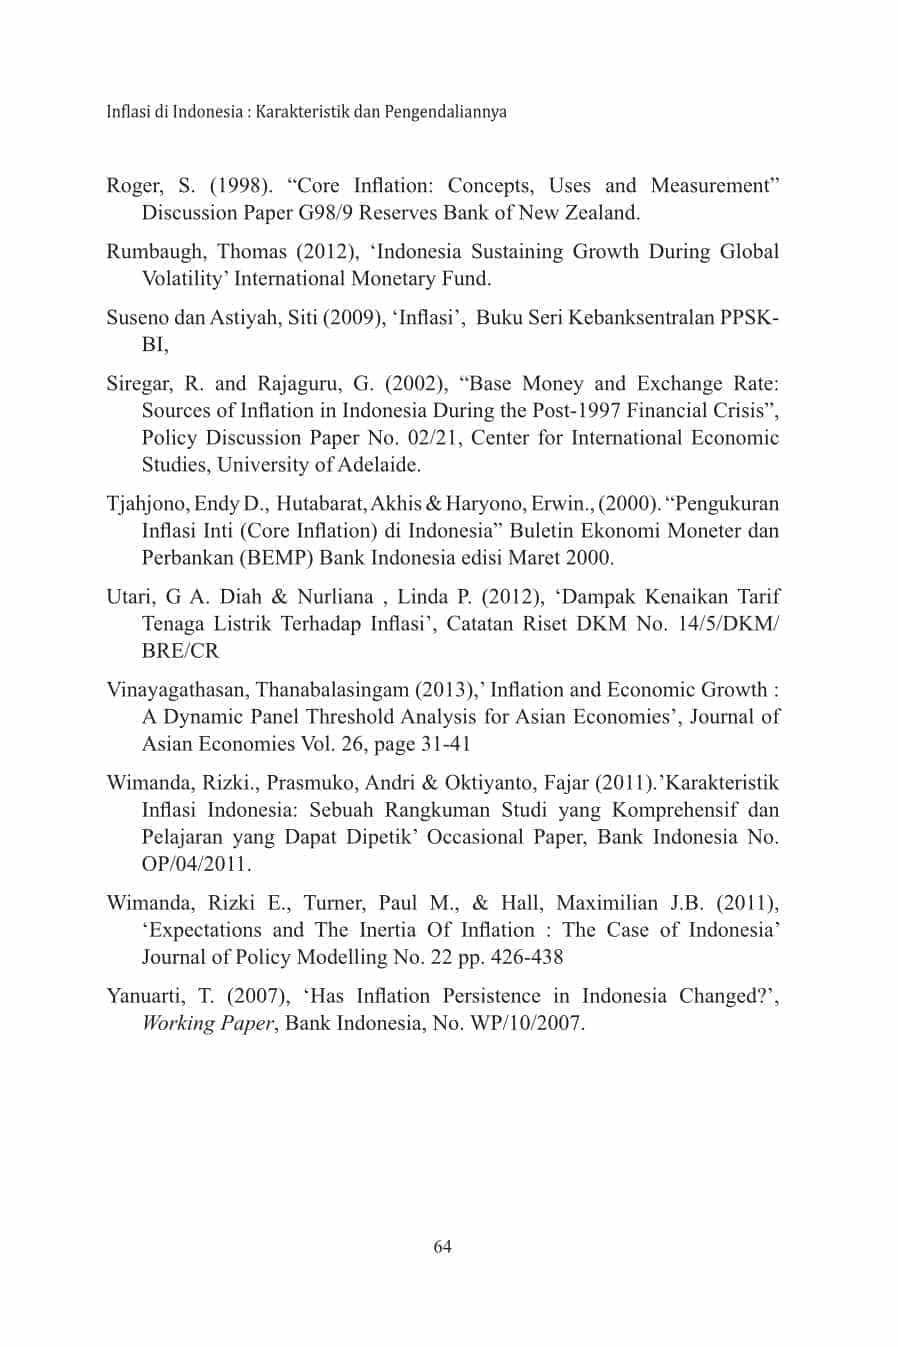 Inflasi di Indonesia : Karakteristik dan Pengendaliannya
Roger, S. (1998). “Core Inflation: Concepts, Uses and Measurement”
Discussion Paper G98/9 Reserves Bank of New Zealand.
Rumbaugh, Thomas (2012), ‘Indonesia Sustaining Growth During Global
Volatility’ International Monetary Fund.
Suseno dan Astiyah, Siti (2009), ‘Inflasi’, Buku Seri Kebanksentralan PPSK-
BI,
Siregar, R. and Rajaguru, G. (2002), “Base Money and Exchange Rate:
Sources of Inflation in Indonesia During the Post-1997 Financial Crisis”,
Policy Discussion Paper No. 02/21, Center for International Economic
Studies, University of Adelaide.
Tjahjono, Endy D., Hutabarat, Akhis & Haryono, Erwin., (2000). “Pengukuran
Inflasi Inti (Core Inflation) di Indonesia” Buletin Ekonomi Moneter dan
Perbankan (BEMP) Bank Indonesia edisi Maret 2000.
Utari, G A. Diah & Nurliana , Linda P. (2012), ‘Dampak Kenaikan Tarif
Tenaga Listrik Terhadap Inflasi’, Catatan Riset DKM No. 14/5/DKM/
BRE/CR
Vinayagathasan, Thanabalasingam (2013),’ Inflation and Economic Growth :
A Dynamic Panel Threshold Analysis for Asian Economies’, Journal of
Asian Economies Vol. 26, page 31-41
Wimanda, Rizki., Prasmuko, Andri & Oktiyanto, Fajar (2011).’Karakteristik
Inflasi Indonesia: Sebuah Rangkuman Studi yang Komprehensif dan
Pelajaran yang Dapat Dipetik’ Occasional Paper, Bank Indonesia No.
OP/04/2011.
Wimanda, Rizki E., Turner, Paul M., & Hall, Maximilian J.B. (2011),
‘Expectations and The Inertia Of Inflation : The Case of Indonesia’
Journal of Policy Modelling No. 22 pp. 426-438
Yanuarti, T. (2007), ‘Has Inflation Persistence in Indonesia Changed?’,
Working Paper, Bank Indonesia, No. WP/10/2007.
64